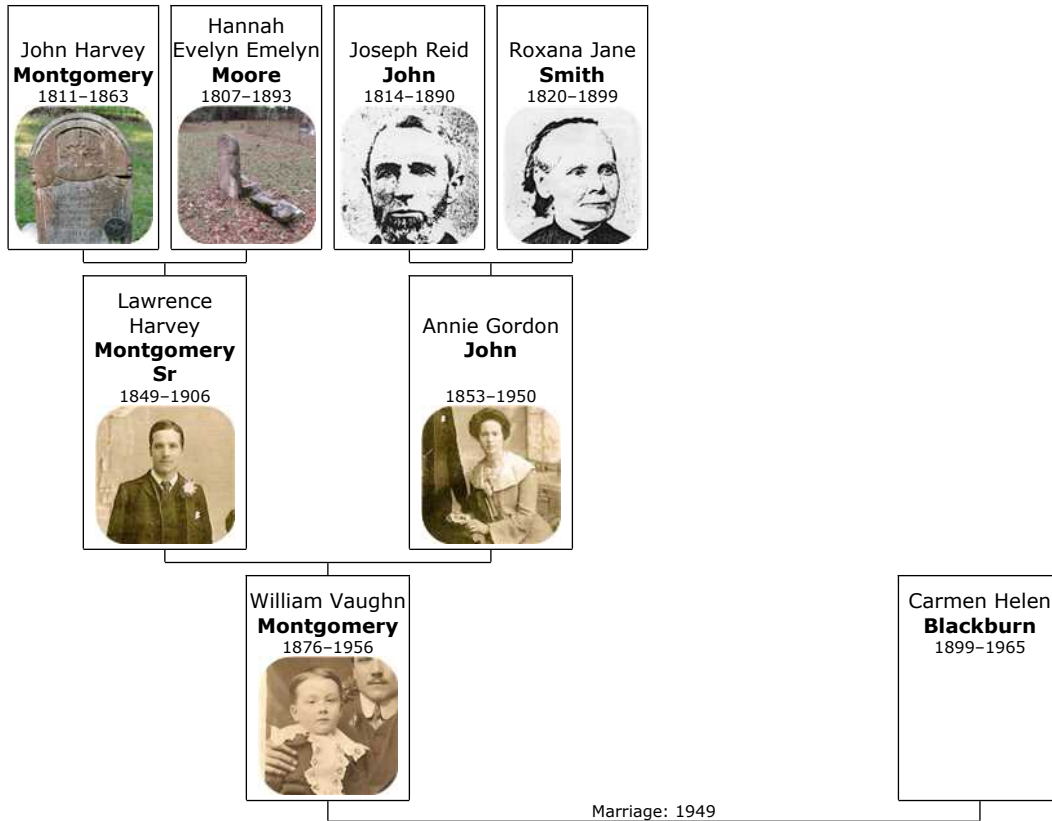 John Harvey
Montgomery
1811–1863
Hannah
Evelyn Emelyn
Moore
1807–1893
Joseph Reid
John
1814–1890
Roxana Jane
Smith
1820–1899
Lawrence
Harvey
Montgomery
Sr
1849–1906
Annie Gordon
John
1853–1950
William Vaughn
Montgomery
1876–1956
Carmen Helen
Blackburn
1899–1965
Marriage: 1949